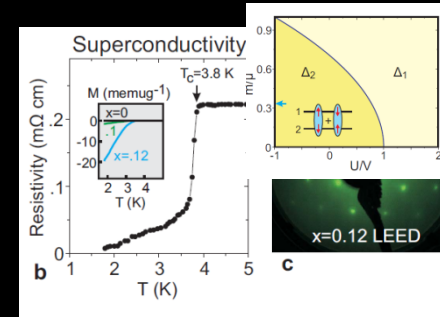 Superconductivity
Tc=3.8 K
M (memug-1)
x=0
.1
x=.12
0
-10
-20
2 3 4
T (K)
Resistivity (mΩ cm)
.2
.1
0
1 2 3 4 5
T (K)
b
m/μ
0.9
0.6
0.3
0
Δ2
Δ1
1
+
2
-1 0 1 2
U/V
x=0.12 LEED
c